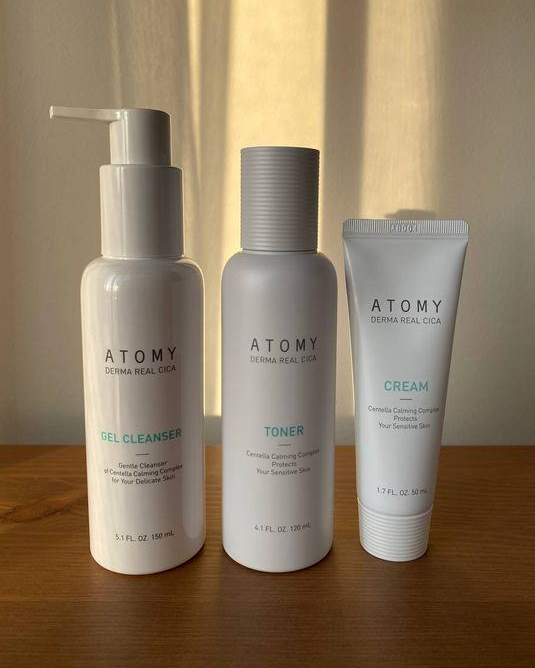 ATOMY
DERMA REAL CICA
GEL CLEANSER
Gentle Cleanser
of Centella Calming Complex
for Your Delicate Skin
5.1 FL. OZ. 150 mL
ATOMY
DERMA REAL CICA
TONER
Centella Calming Complex
Protects
Your Sensitive Skin
4.1 FL. OZ. 120 mL
ATOMY
DERMA REAL CICA
CREAM
Centella Calming Complex
Protects
Your Sensitive Skin
1.7 FL. OZ. 50 mL